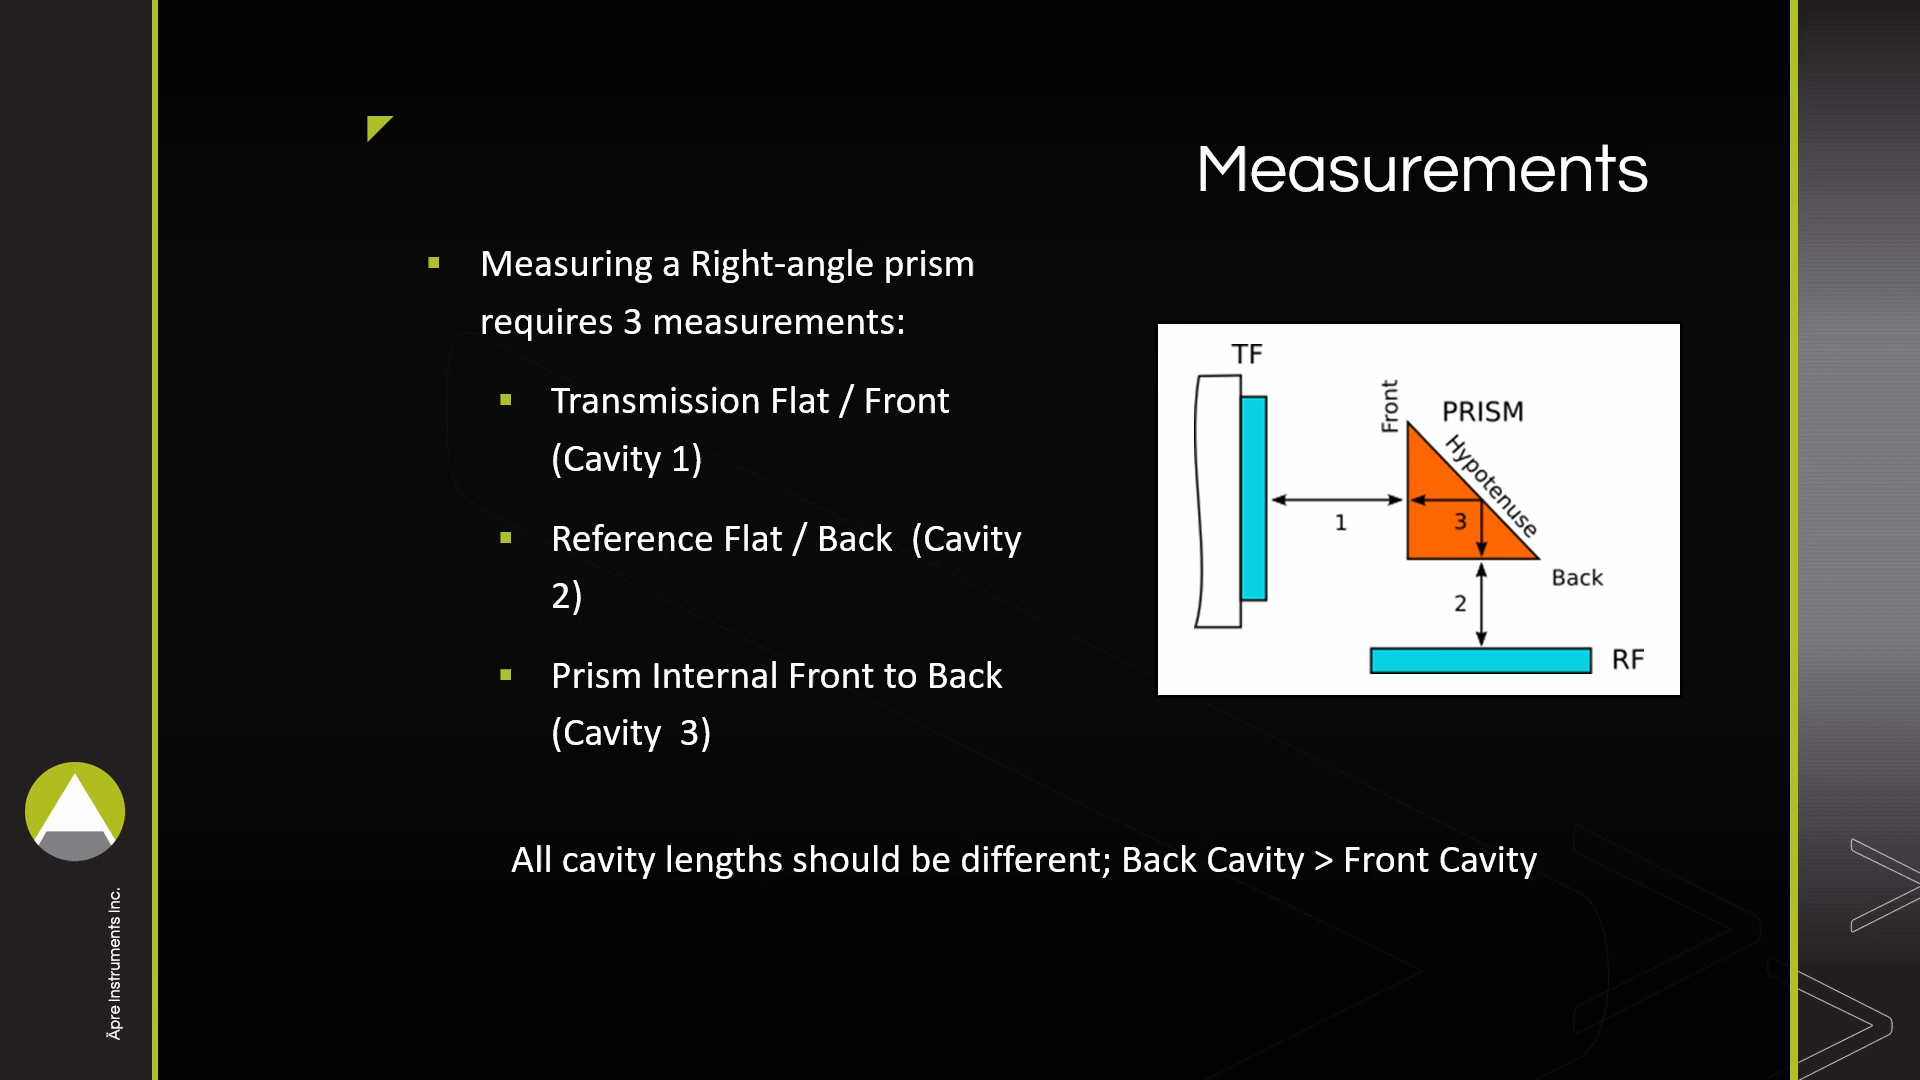 Measurements
Measuring a Right-angle prism
requires 3 measurements:
Transmission Flat / Front
(Cavity 1)
Reference Flat / Back  (Cavity
2)
Prism Internal Front to Back
(Cavity  3)
TF
Front
PRISM
Hypotenuse
1
3
Back
2
RF
All cavity lengths should be different; Back Cavity > Front Cavity
Äpre Instruments Inc.